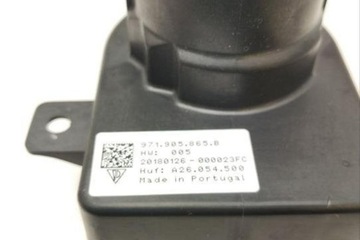 971.905.865.B
HW: 005
20180126-000023FC
Huf: A26.054.500
Made in Portugal